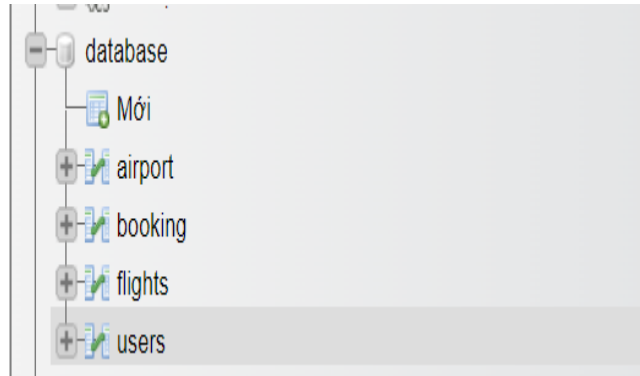 database
Mới
airport
booking
flights
users